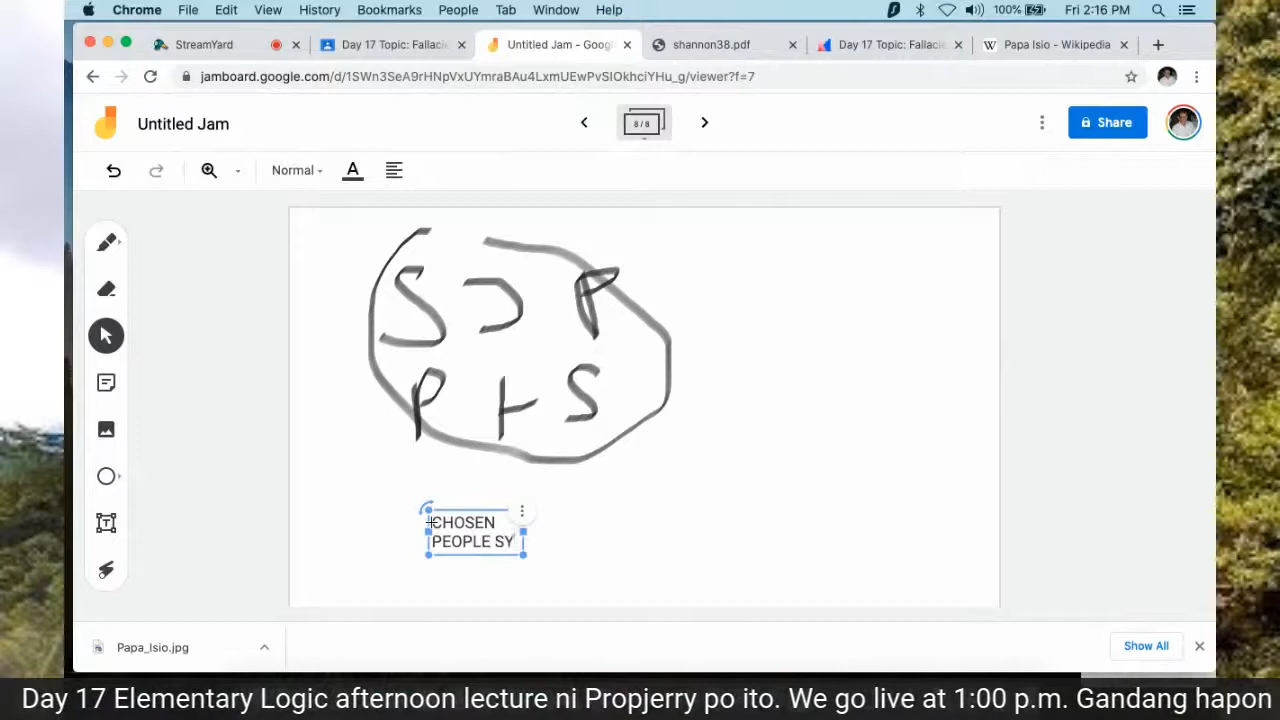 Chrome File Edit View History Bookmarks People Tab Window Help 100% Fri 2:16 PM
StreamYard Day 17 Topic: Fallaci Untitled Jam - Goog shannon38.pdf Day 17 Topic: Fallaci Papa Isio - Wikipedia
jamboard.google.com/d/1SWn3SeA9rHNpVxUYmraBAu4LxmUEwPvSIOkhciYHu_g/viewer?f=7
Untitled Jam 8 / 8 Share
Normal A
S ⊃ P
P ⊢ S
CHOSEN
PEOPLE SY
Papa_Isio.jpg Show All
Day 17 Elementary Logic afternoon lecture ni Propjerry po ito. We go live at 1:00 p.m. Gandang hapon